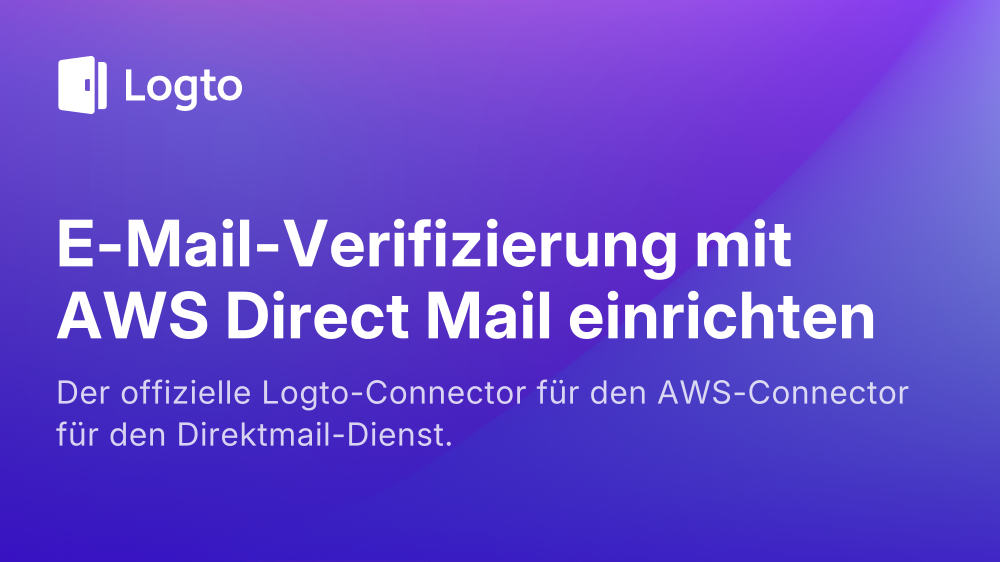 Logto
E-Mail-Verifizierung mit
AWS Direct Mail einrichten
Der offizielle Logto-Connector für den AWS-Connector
für den Direktmail-Dienst.